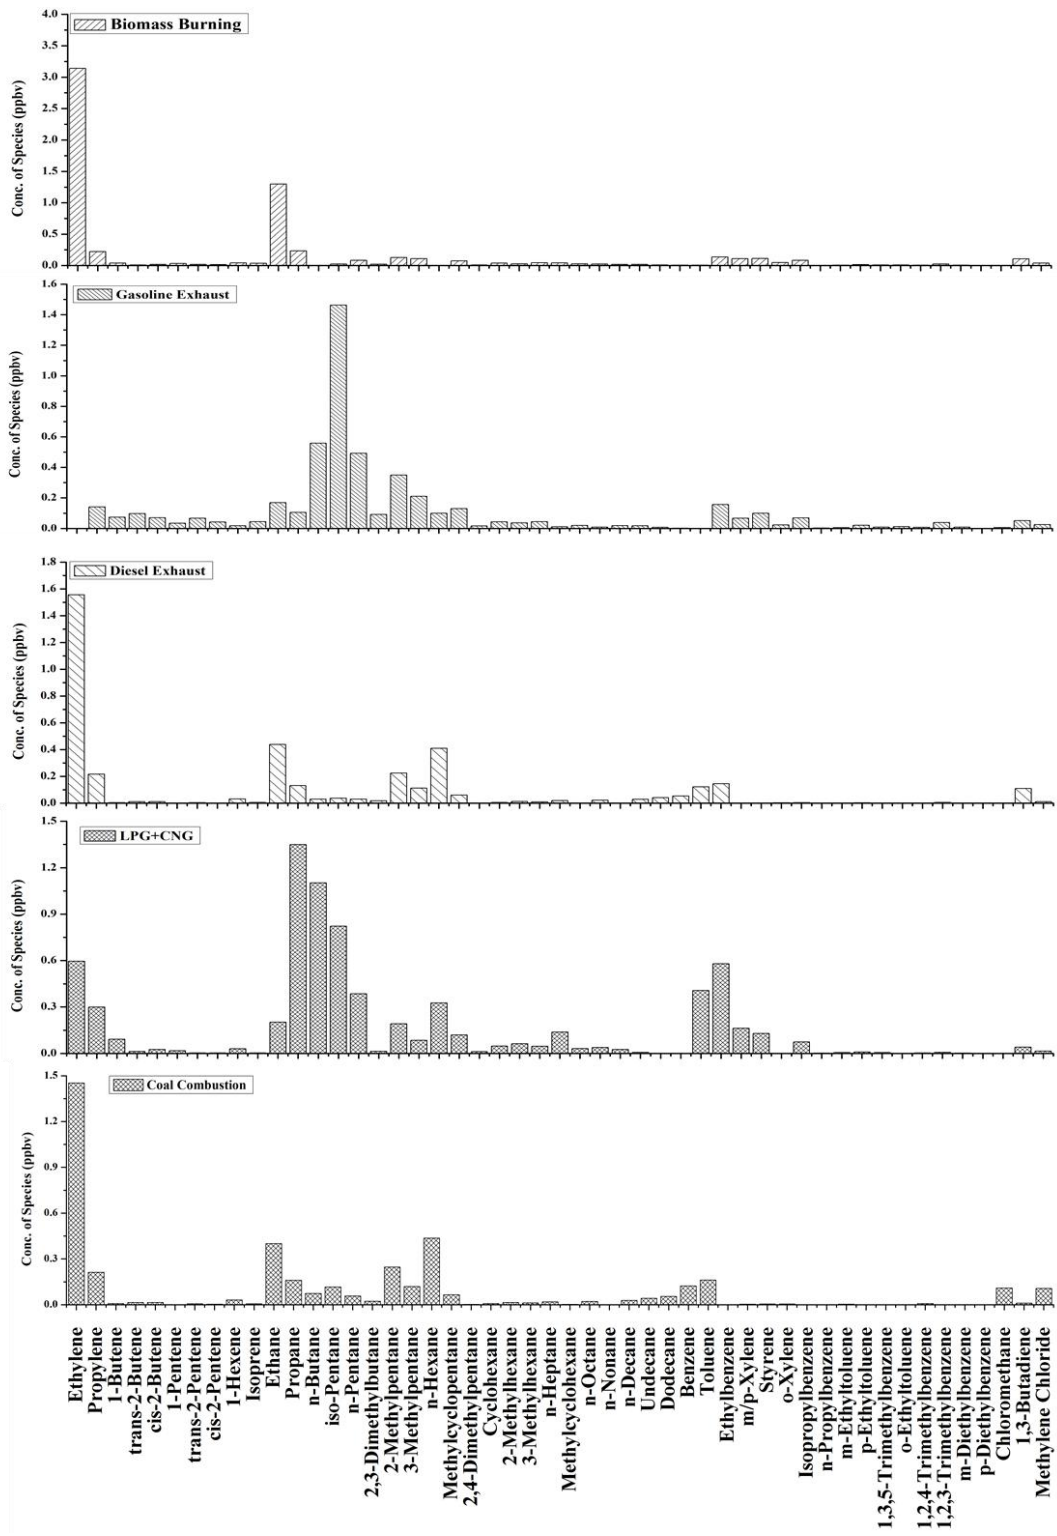 Biomass Burning
Conc. of Species (ppbv)
4.0
3.5
3.0
2.5
2.0
1.5
1.0
0.5
0.0
Gasoline Exhaust
Conc. of Species (ppbv)
1.6
1.4
1.2
1.0
0.8
0.6
0.4
0.2
0.0
Diesel Exhaust
Conc. of Species (ppbv)
1.8
1.6
1.4
1.2
1.0
0.8
0.6
0.4
0.2
0.0
LPG+CNG
Conc. of Species (ppbv)
1.5
1.2
0.9
0.6
0.3
0.0
Coal Combustion
Conc. of Species (ppbv)
1.5
1.2
0.9
0.6
0.3
0.0
Ethylene
Propylene
1-Butene
trans-2-Butene
cis-2-Butene
1-Pentene
trans-2-Pentene
cis-2-Pentene
1-Hexene
Isoprene
Ethane
Propane
n-Butane
iso-Pentane
n-Pentane
2,3-Dimethylbutane
2-Methylpentane
3-Methylpentane
n-Hexane
Methylcyclopentane
2,4-Dimethylpentane
Cyclohexane
2-Methylhexane
3-Methylhexane
n-Heptane
Methylcyclohexane
n-Octane
n-Nonane
n-Decane
Undecane
Dodecane
Benzene
Toluene
Ethylbenzene
m/p-Xylene
Styrene
o-Xylene
Isopropylbenzene
n-Propylbenzene
m-Ethyltoluene
p-Ethyltoluene
1,3,5-Trimethylbenzene
o-Ethyltoluene
1,2,4-Trimethylbenzene
1,2,3-Trimethylbenzene
m-Diethylbenzene
p-Diethylbenzene
Chloromethane
1,3-Butadiene
Methylene Chloride